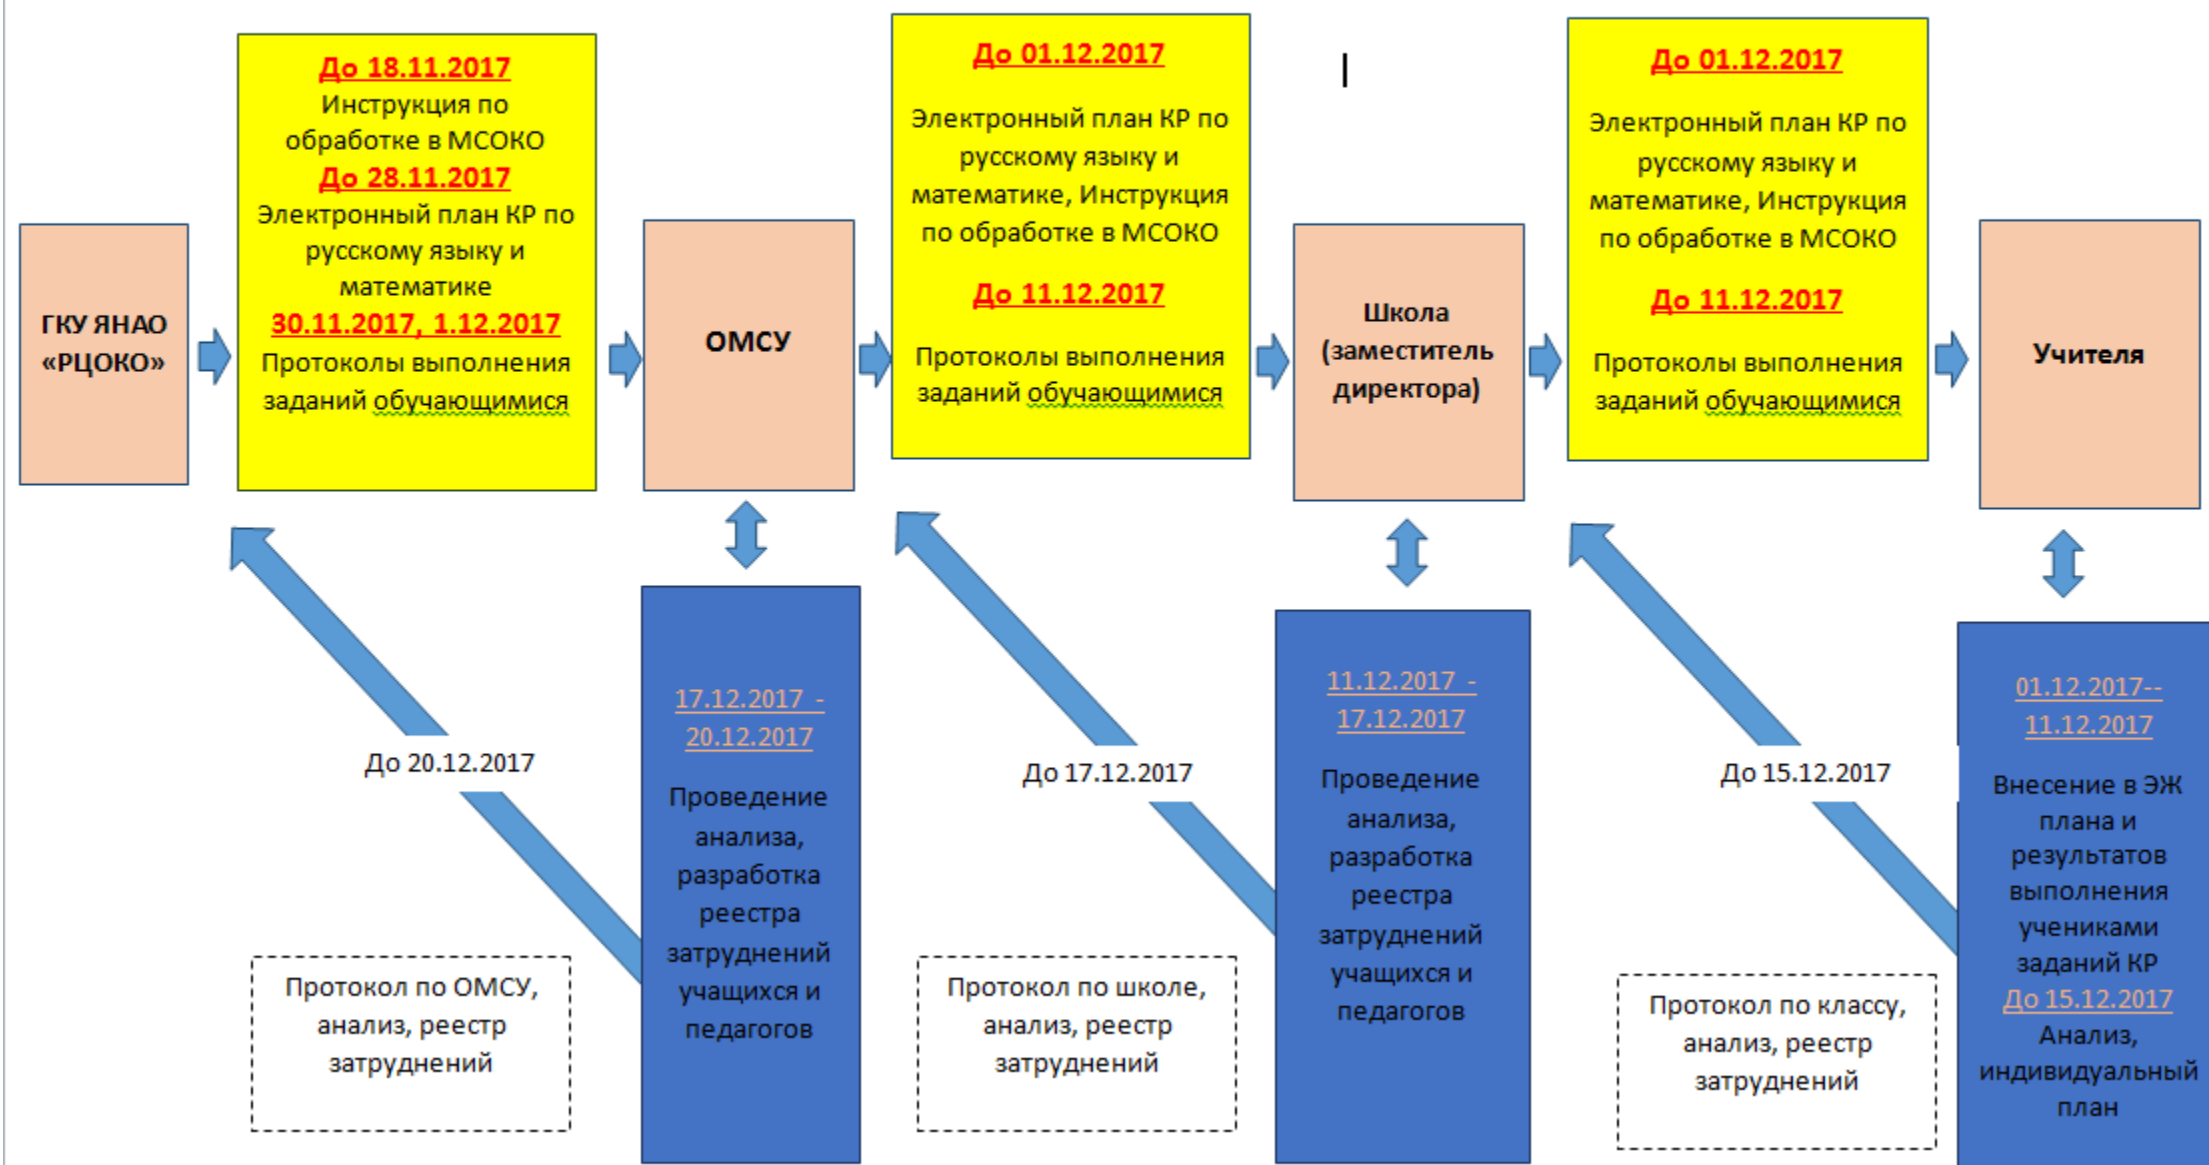 ГКУ ЯНАО
«РЦОКО»
До 18.11.2017
Инструкция по
обработке в МСОКО
До 28.11.2017
Электронный план КР по
русскому языку и
математике
30.11.2017, 1.12.2017
Протоколы выполнения
заданий обучающимися
ОМСУ
До 01.12.2017
Электронный план КР по
русскому языку и
математике, Инструкция
по обработке в МСОКО
До 11.12.2017
Протоколы выполнения
заданий обучающимися
Школа
(заместитель
директора)
До 01.12.2017
Электронный план КР по
русскому языку и
математике, Инструкция
по обработке в МСОКО
До 11.12.2017
Протоколы выполнения
заданий обучающимися
Учителя
До 20.12.2017
Протокол по ОМСУ,
анализ, реестр
затруднений
17.12.2017 -
20.12.2017
Проведение
анализа,
разработка
реестра
затруднений
учащихся и
педагогов
До 17.12.2017
Протокол по школе,
анализ, реестр
затруднений
11.12.2017 -
17.12.2017
Проведение
анализа,
разработка
реестра
затруднений
учащихся и
педагогов
До 15.12.2017
Протокол по классу,
анализ, реестр
затруднений
01.12.2017--
11.12.2017
Внесение в ЭЖ
плана и
результатов
выполнения
учениками
заданий КР
До 15.12.2017
Анализ,
индивидуальный
план